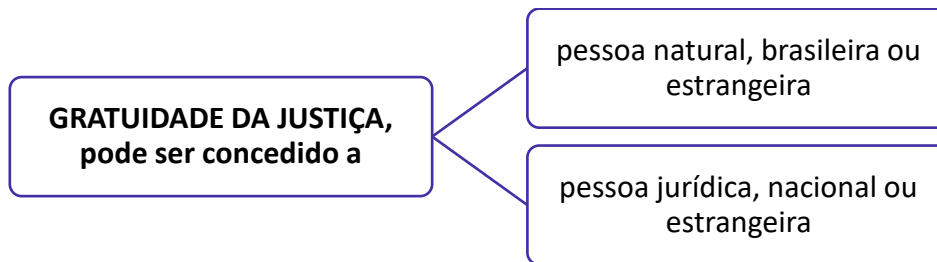 GRATUIDADE DA JUSTIÇA,
pode ser concedido a
pessoa natural, brasileira ou
estrangeira
pessoa jurídica, nacional ou
estrangeira